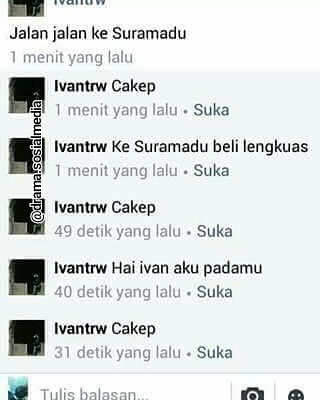 Ivantrw
Jalan jalan ke Suramadu
1 menit yang lalu
Ivantrw Cakep
1 menit yang lalu • Suka
Ivantrw Ke Suramadu beli lengkuas
1 menit yang lalu • Suka
Ivantrw Cakep
49 detik yang lalu • Suka
Ivantrw Hai ivan aku padamu
40 detik yang lalu • Suka
Ivantrw Cakep
31 detik yang lalu • Suka
Tulis balasan...
@drama.sosialmedia